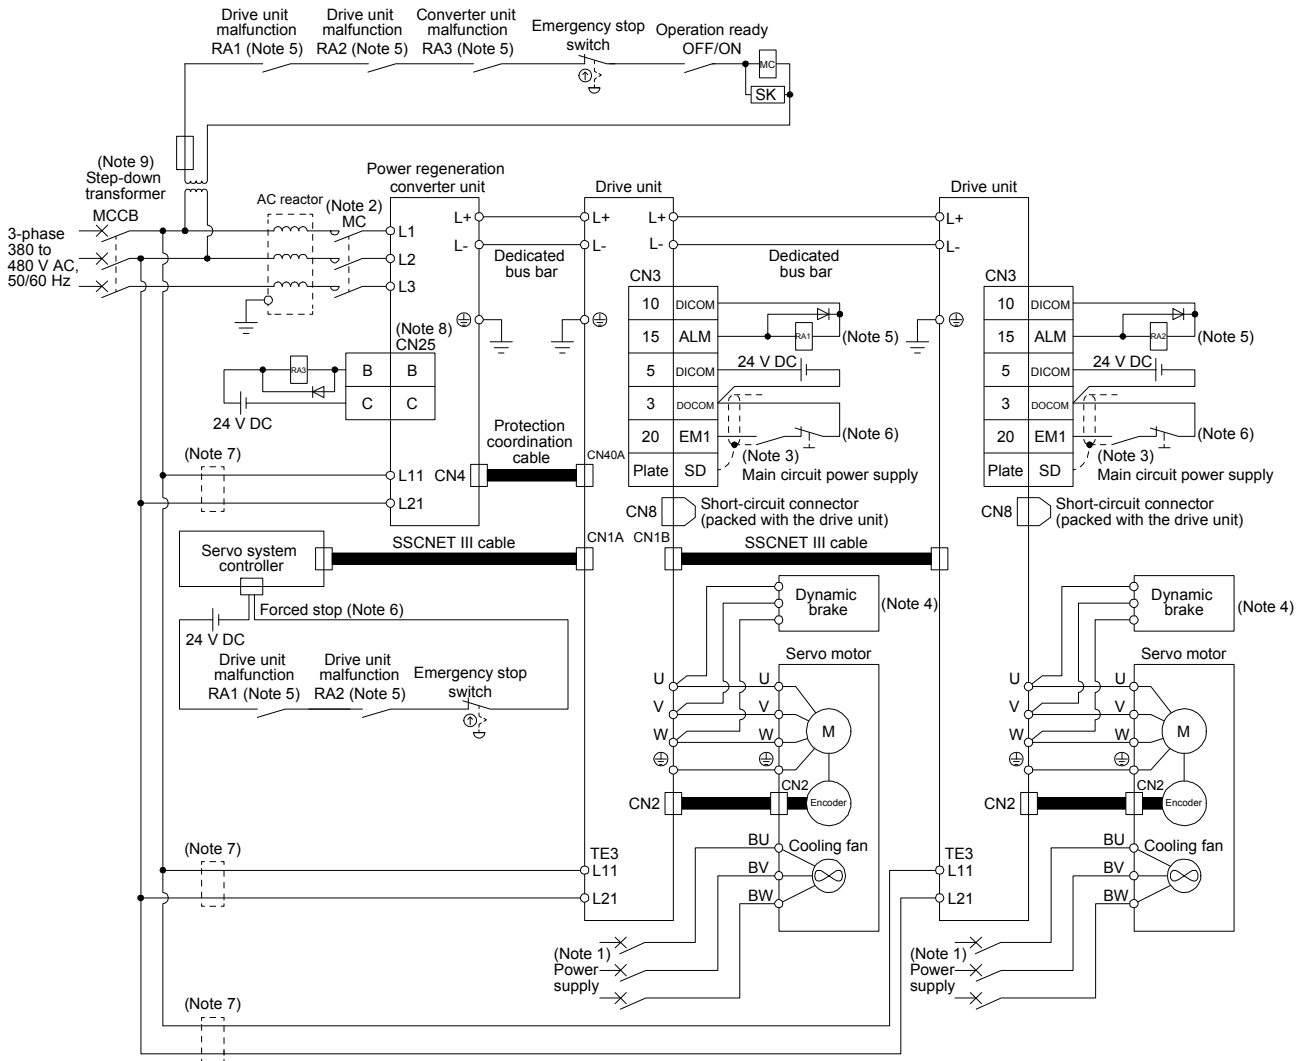 Drive unit
malfunction
RA1 (Note 5)
Drive unit
malfunction
RA2 (Note 5)
Converter unit
malfunction
RA3 (Note 5)
Emergency stop
switch
Operation ready
OFF/ON
MC
SK
(Note 9)
Step-down
transformer
MCCB
3-phase
380 to
480 V AC,
50/60 Hz
AC reactor
(Note 2)
MC
Power regeneration
converter unit
L1
L2
L3
L+
L-
Dedicated
bus bar
Drive unit
L+
L-
L+
L-
Dedicated
bus bar
Drive unit
L+
L-
(Note 8)
CN25
B
B
C
C
RA3
24 V DC
CN3
10
DICOM
15
ALM
5
DICOM
3
DOCOM
20
EM1
Plate
SD
RA1
(Note 5)
24 V DC
(Note 6)
(Note 3)
Main circuit power supply
CN3
10
DICOM
15
ALM
5
DICOM
3
DOCOM
20
EM1
Plate
SD
RA2
(Note 5)
24 V DC
(Note 6)
(Note 3)
Main circuit power supply
(Note 7)
L11
L21
CN4
Protection
coordination
cable
CN40A
CN8
Short-circuit connector
(packed with the drive unit)
CN8
Short-circuit connector
(packed with the drive unit)
Servo system
controller
SSCNET III cable
CN1A
CN1B
SSCNET III cable
Forced stop (Note 6)
24 V DC
Drive unit
malfunction
RA1 (Note 5)
Drive unit
malfunction
RA2 (Note 5)
Emergency stop
switch
Dynamic
brake
(Note 4)
Servo motor
U
U
V
V
W
W
M
CN2
CN2
Encoder
BU
Cooling fan
BV
BW
Dynamic
brake
(Note 4)
Servo motor
U
U
V
V
W
W
M
CN2
CN2
Encoder
BU
Cooling fan
BV
BW
(Note 7)
TE3
L11
L21
TE3
L11
L21
(Note 1)
Power
supply
(Note 1)
Power
supply
(Note 7)